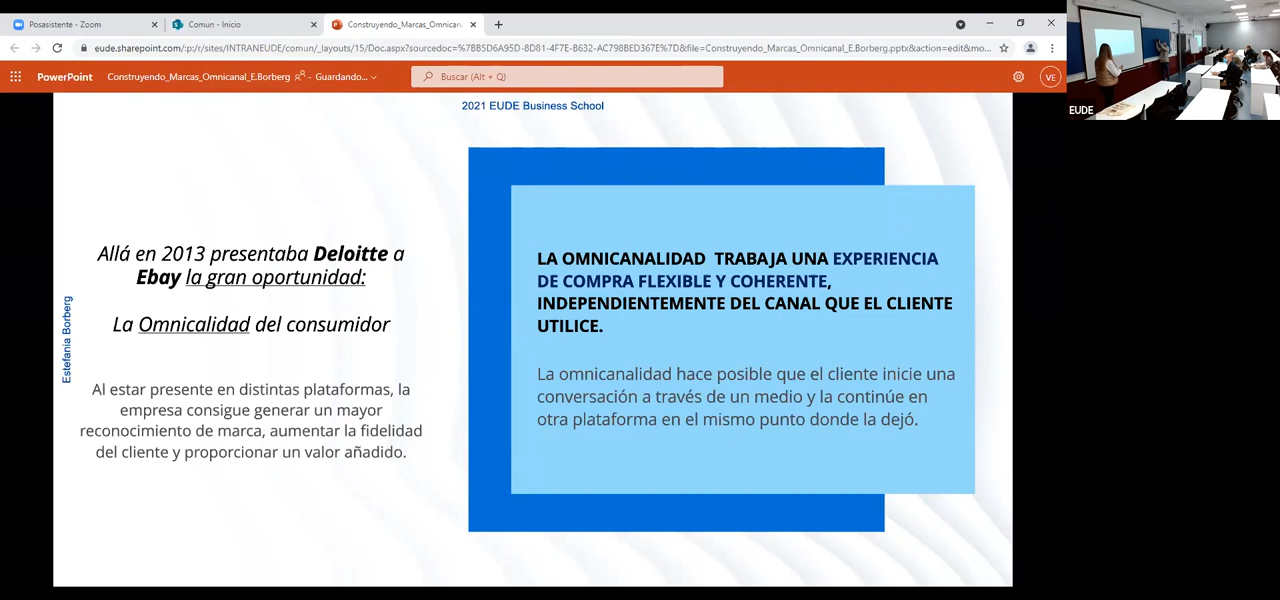 Posasistente - Zoom
Comun - Inicio
Construyendo_Marcas_Omnican
eude.sharepoint.com/:p:/r/sites/INTRANEUDE/comun/_layouts/15/Doc.aspx?sourcedoc=%7BB5D6A95D-8D81-4F7E-B632-AC798BED367E%7D&file=Construyendo_Marcas_Omnicanal_E.Borberg.pptx&action=edit&mo...
PowerPoint
Construyendo_Marcas_Omnicanal_E.Borberg
- Guardando...
Buscar (Alt + Q)
VE
EUDE
2021 EUDE Business School
Estefania Borberg
Allá en 2013 presentaba Deloitte a
Ebay la gran oportunidad:
La Omnicalidad del consumidor
Al estar presente en distintas plataformas, la
empresa consigue generar un mayor
reconocimiento de marca, aumentar la fidelidad
del cliente y proporcionar un valor añadido.
LA OMNICANALIDAD TRABAJA UNA EXPERIENCIA
DE COMPRA FLEXIBLE Y COHERENTE,
INDEPENDIENTEMENTE DEL CANAL QUE EL CLIENTE
UTILICE.
La omnicanalidad hace posible que el cliente inicie una
conversación a través de un medio y la continúe en
otra plataforma en el mismo punto donde la dejó.